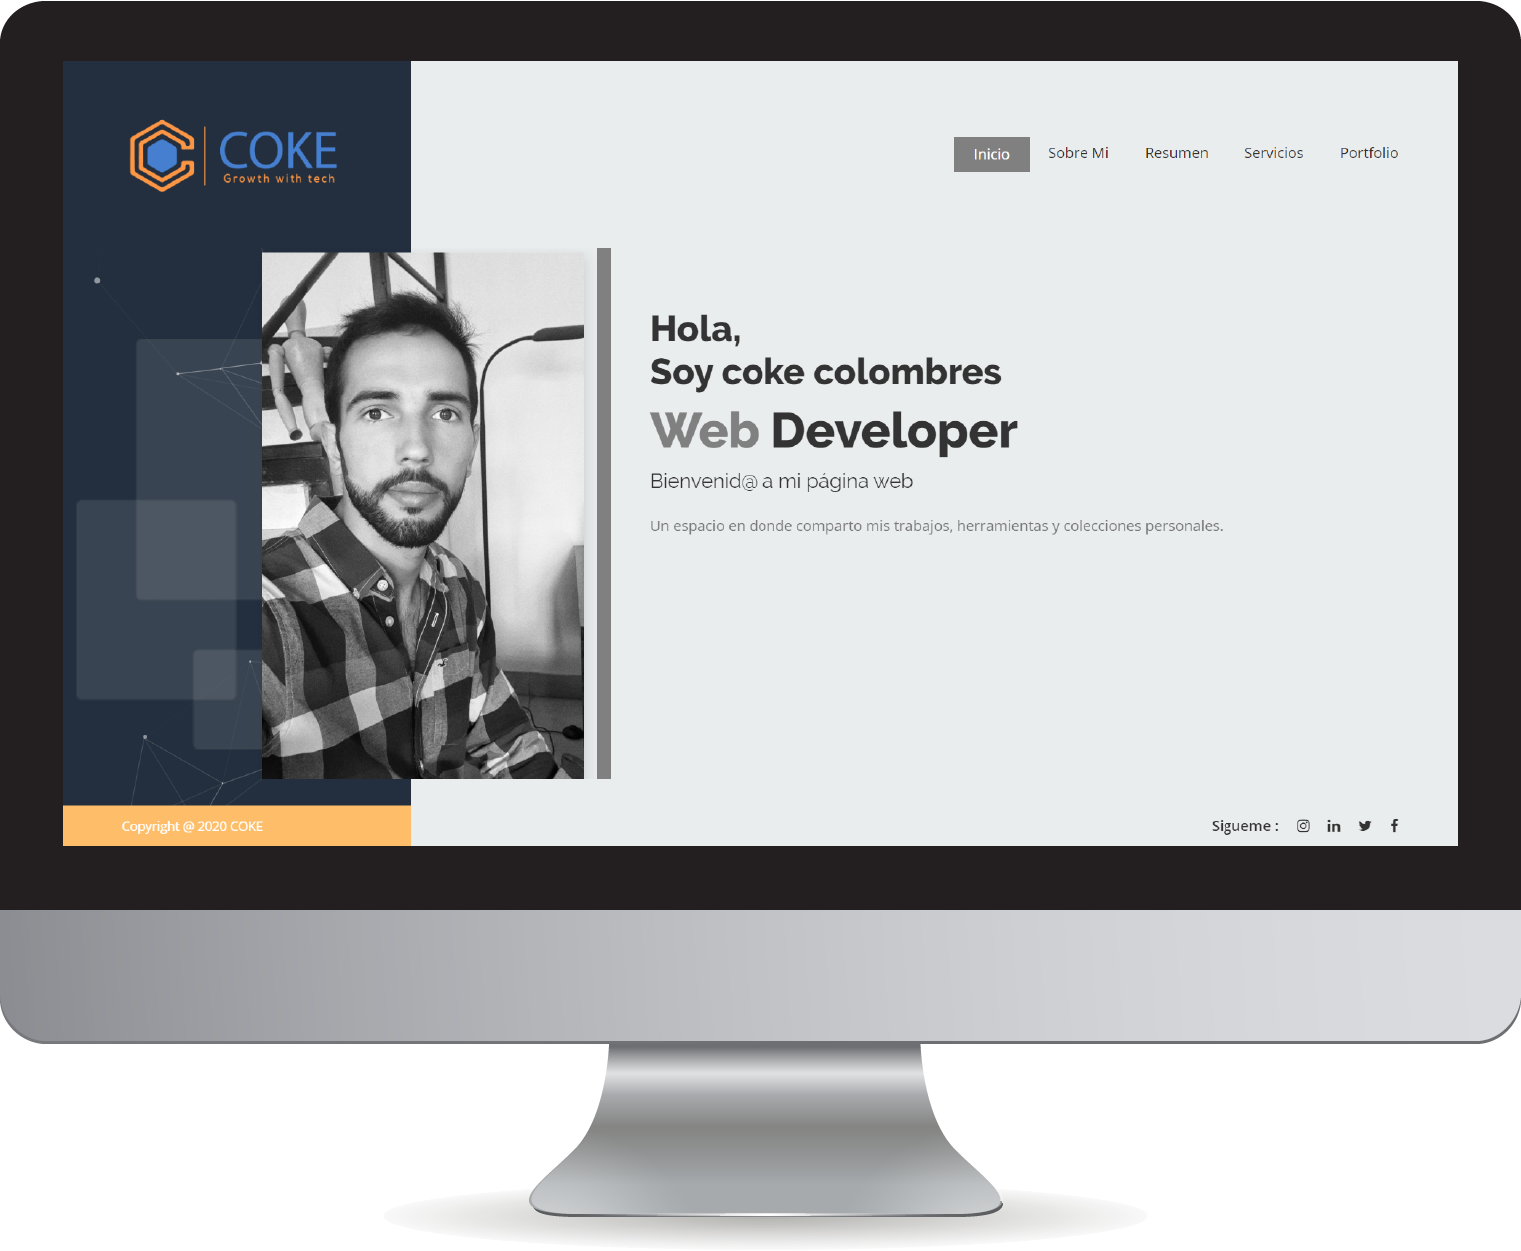 COKE
Growth with tech
Inicio Sobre Mi Resumen Servicios Portfolio
Hola,
Soy coke colombres
Web Developer
Bienvenid@ a mi página web
Un espacio en donde comparto mis trabajos, herramientas y colecciones personales.
Copyright @ 2020 COKE
Sigueme :